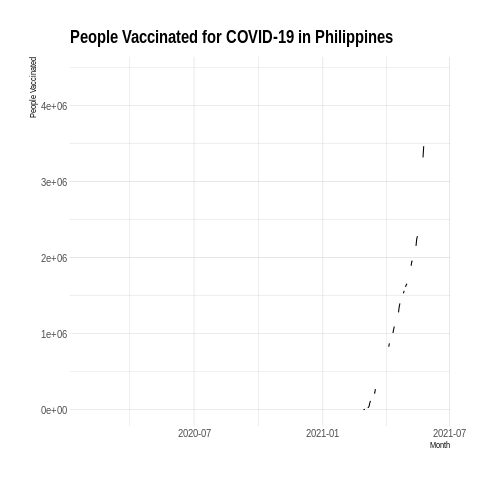 People Vaccinated for COVID-19 in Philippines
People Vaccinated
4e+06
3e+06
2e+06
1e+06
0e+00
2020-07
2021-01
2021-07
Month